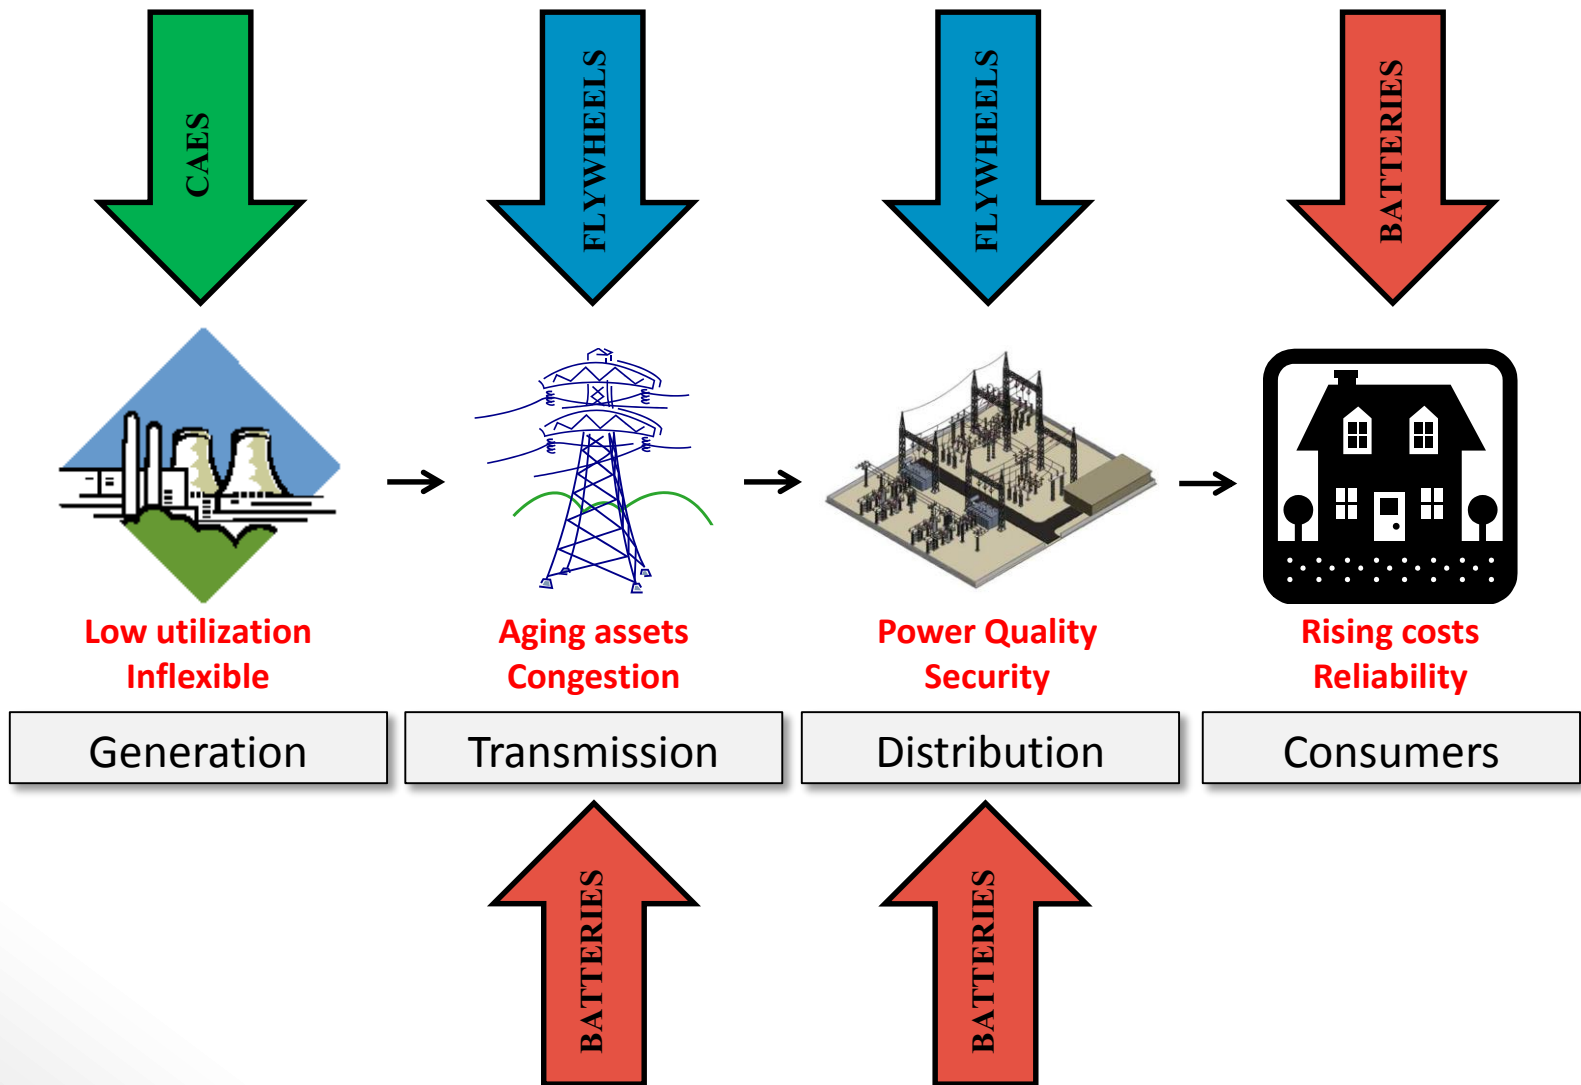 CAES
FLYWHEELS
FLYWHEELS
BATTERIES
Low utilization
Inflexible
Aging assets
Congestion
Power Quality
Security
Rising costs
Reliability
Generation
Transmission
Distribution
Consumers
BATTERIES
BATTERIES